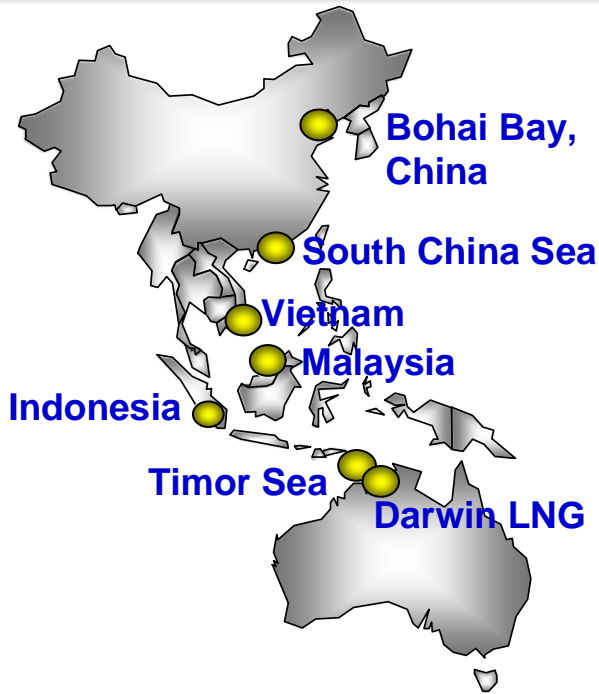 Bohai Bay,
China
South China Sea
Vietnam
Malaysia
Indonesia
Timor Sea
Darwin LNG